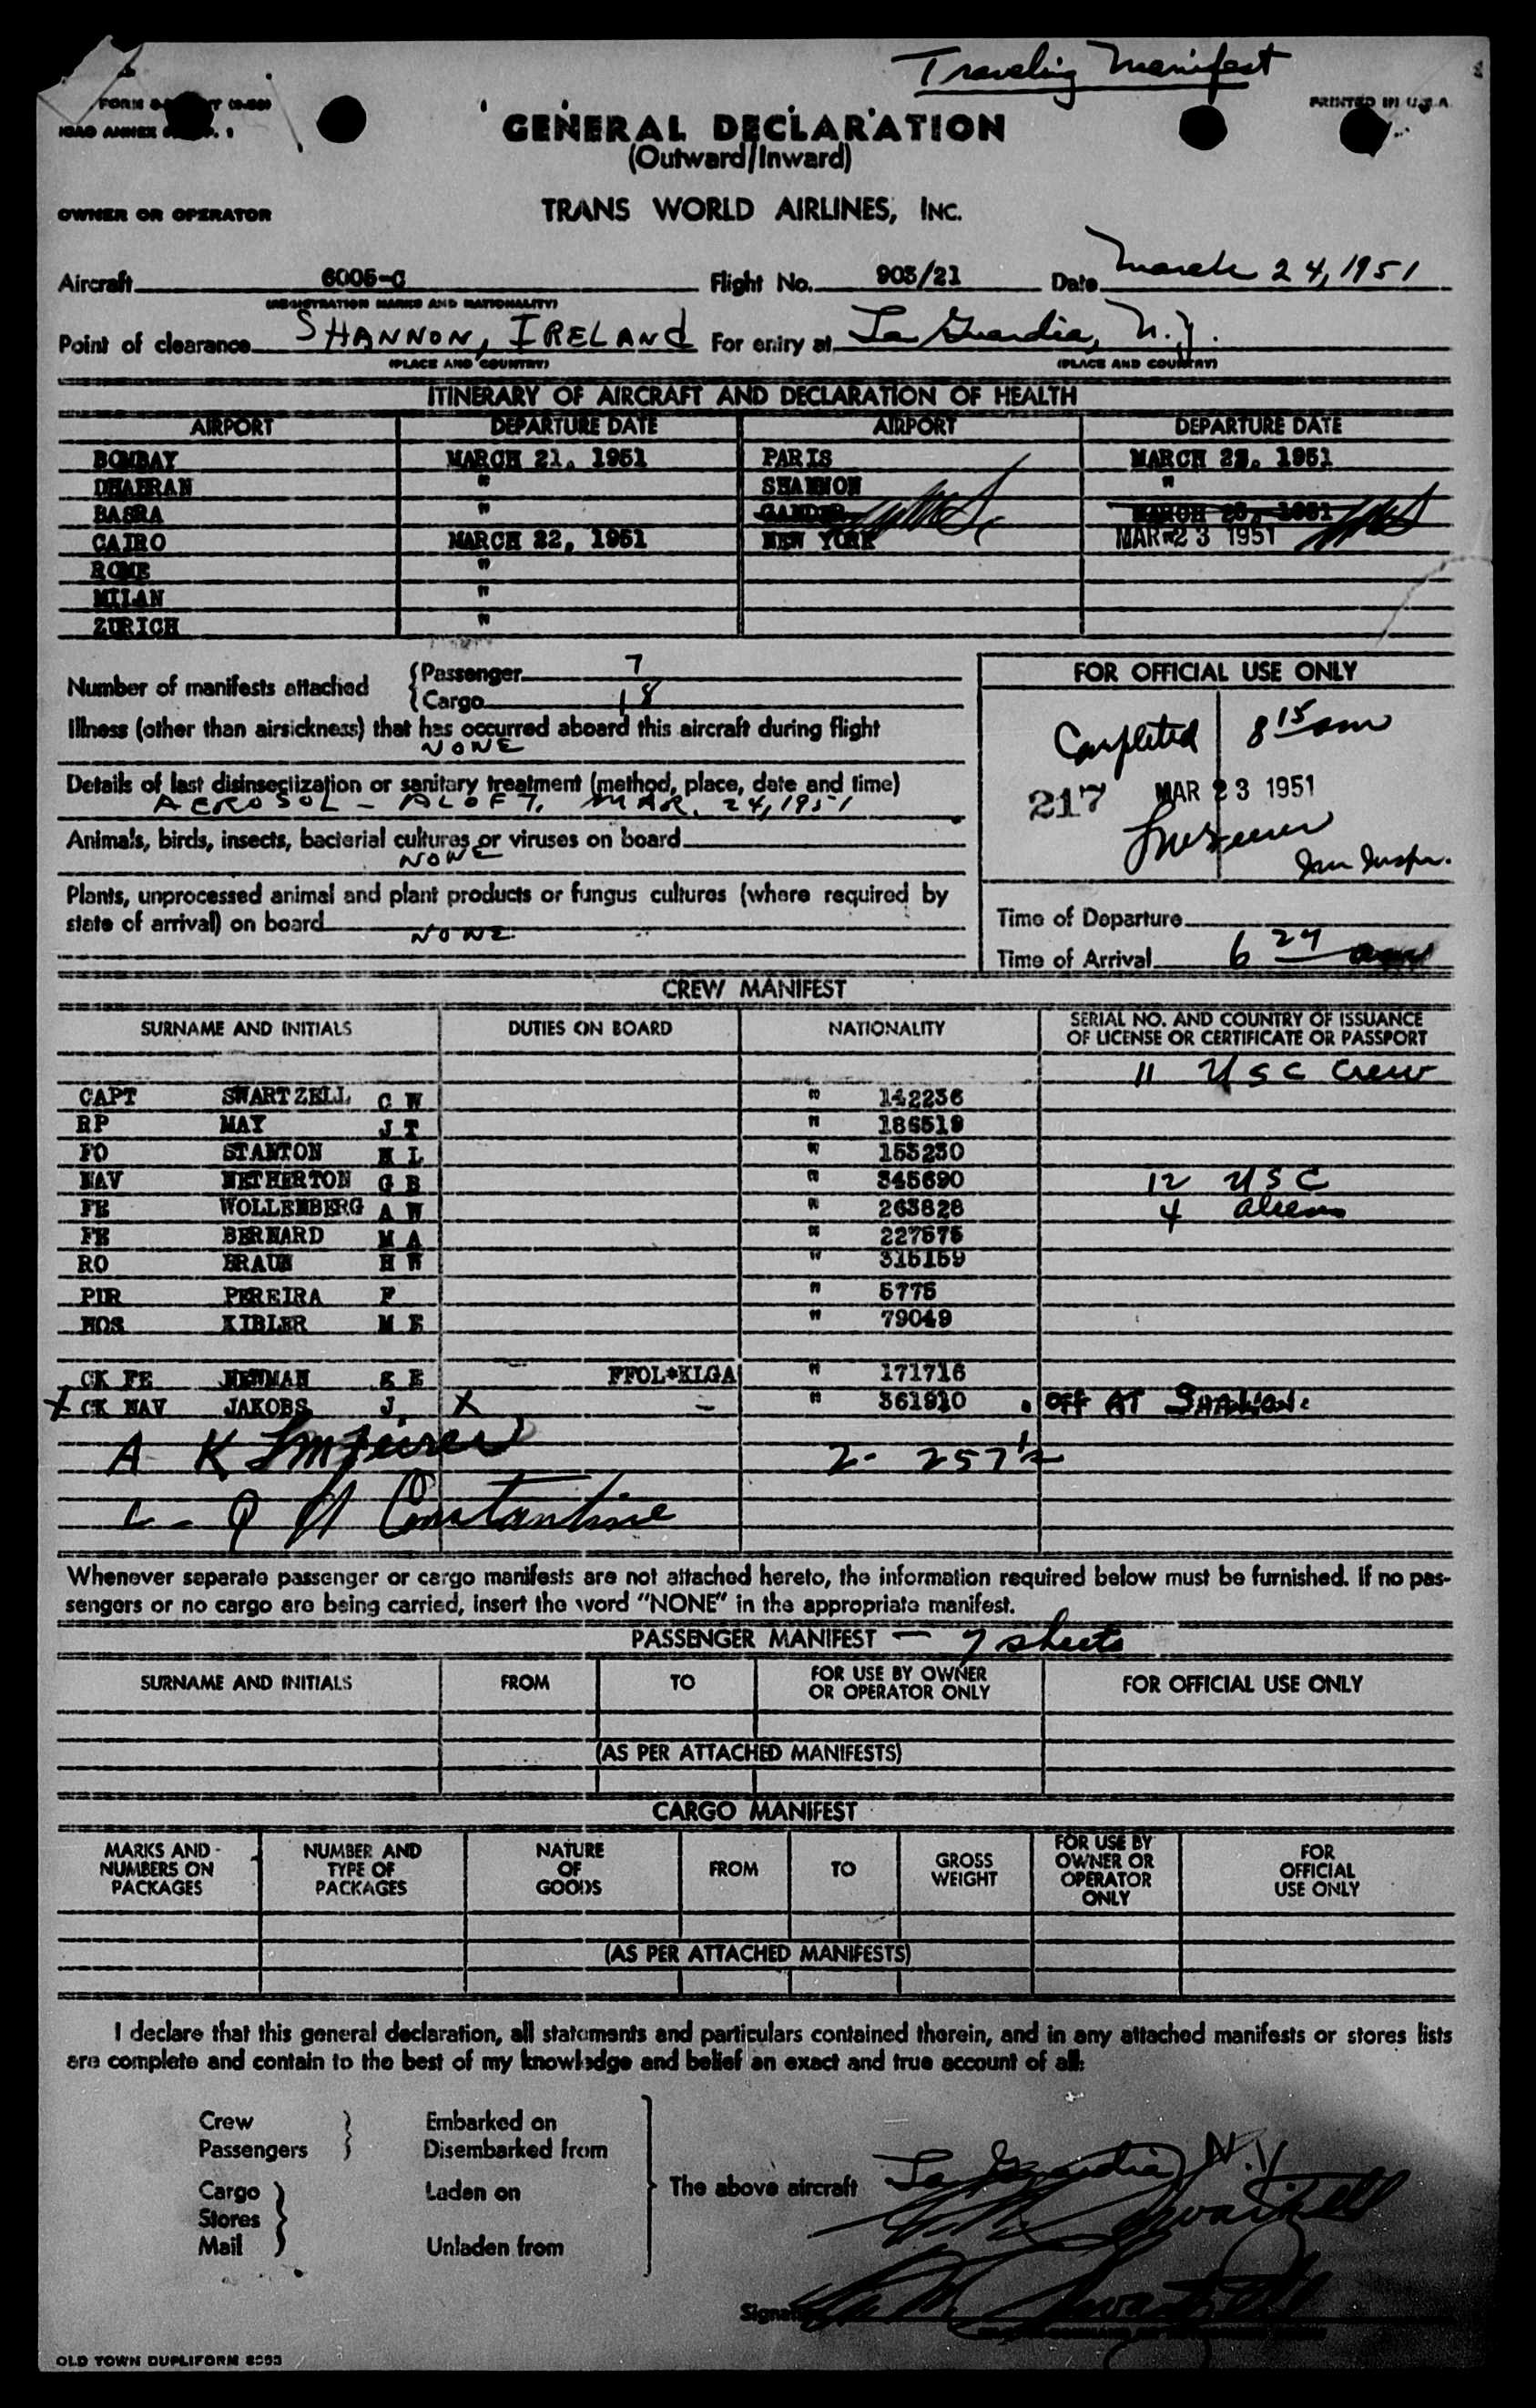 Traveling Manifest
PRINTED IN U.S.A.
ICAO ANNEX
GENERAL DECLARATION
(Outward/Inward)
OWNER OR OPERATOR TRANS WORLD AIRLINES, INC.
Aircraft 6005-C Flight No. 903/21 Date March 24, 1951
(REGISTRATION MARKS AND NATIONALITY)
Point of clearance SHANNON, IRELAND For entry at La Guardia, N.Y.
(PLACE AND COUNTRY) (PLACE AND COUNTRY)
ITINERARY OF AIRCRAFT AND DECLARATION OF HEALTH
AIRPORT DEPARTURE DATE AIRPORT DEPARTURE DATE
BOMBAY MARCH 21, 1951 PARIS MARCH 1951
DHAHRAN " SHANNON "
BASRA " GANDER MARCH 1951
CAIRO MARCH 22, 1951 NEW YORK MAR 23 1951
ROME "
MILAN "
ZURICH "
Number of manifests attached
Passenger 7
Cargo 18
FOR OFFICIAL USE ONLY
Completed 8 15 am
217 MAR 23 1951
Illness (other than airsickness) that has occurred aboard this aircraft during flight
NONE
Details of last disinsectization or sanitary treatment (method, place, date and time)
AEROSOL - ALOFT, MAR. 24, 1951
Animals, birds, insects, bacterial cultures or viruses on board
NONE
Imm Inspr.
Plants, unprocessed animal and plant products or fungus cultures (where required by
state of arrival) on board NONE
Time of Departure
Time of Arrival 6 27
CREW MANIFEST
SURNAME AND INITIALS DUTIES ON BOARD NATIONALITY SERIAL NO. AND COUNTRY OF ISSUANCE
OF LICENSE OR CERTIFICATE OR PASSPORT
11 USC Crew
CAPT SWARTZELL C W " 142236
RP MAY J T " 186519
FO STANTON H L " 153230
NAV NETHERTON G B " 345690 12 USC
FE WOLLENBERG A W " 263828 4 aliens
FE BERNARD M A " 227575
RO BRAUN H W " 315159
PIR PEREIRA F " 5775
HOS KIBLER M E " 79049
CK FE NEWMAN S E FFOL*KLGA " 171716
X CK NAV JAKOBS J. X - " 361910 . OFF AT SHANNON.
A K
2- 257 1/2
C - Constantine
Whenever separate passenger or cargo manifests are not attached hereto, the information required below must be furnished. If no pas-
sengers or no cargo are being carried, insert the word "NONE" in the appropriate manifest.
PASSENGER MANIFEST - 7 sheets
SURNAME AND INITIALS FROM TO FOR USE BY OWNER
OR OPERATOR ONLY FOR OFFICIAL USE ONLY
(AS PER ATTACHED MANIFESTS)
CARGO MANIFEST
MARKS AND
NUMBERS ON
PACKAGES
NUMBER AND
TYPE OF
PACKAGES
NATURE
OF
GOODS
FROM TO
GROSS
WEIGHT
FOR USE BY
OWNER OR
OPERATOR
ONLY
FOR
OFFICIAL
USE ONLY
(AS PER ATTACHED MANIFESTS)
I declare that this general declaration, all statements and particulars contained therein, and in any attached manifests or stores lists
are complete and contain to the best of my knowledge and belief an exact and true account of all:
Crew Embarked on
Passengers Disembarked from
Cargo Laden on The above aircraft La Guardia, N.Y
Stores
Mail Unladen from
C W Swartzell
C W Swartzell
OLD TOWN DUPLIFORM